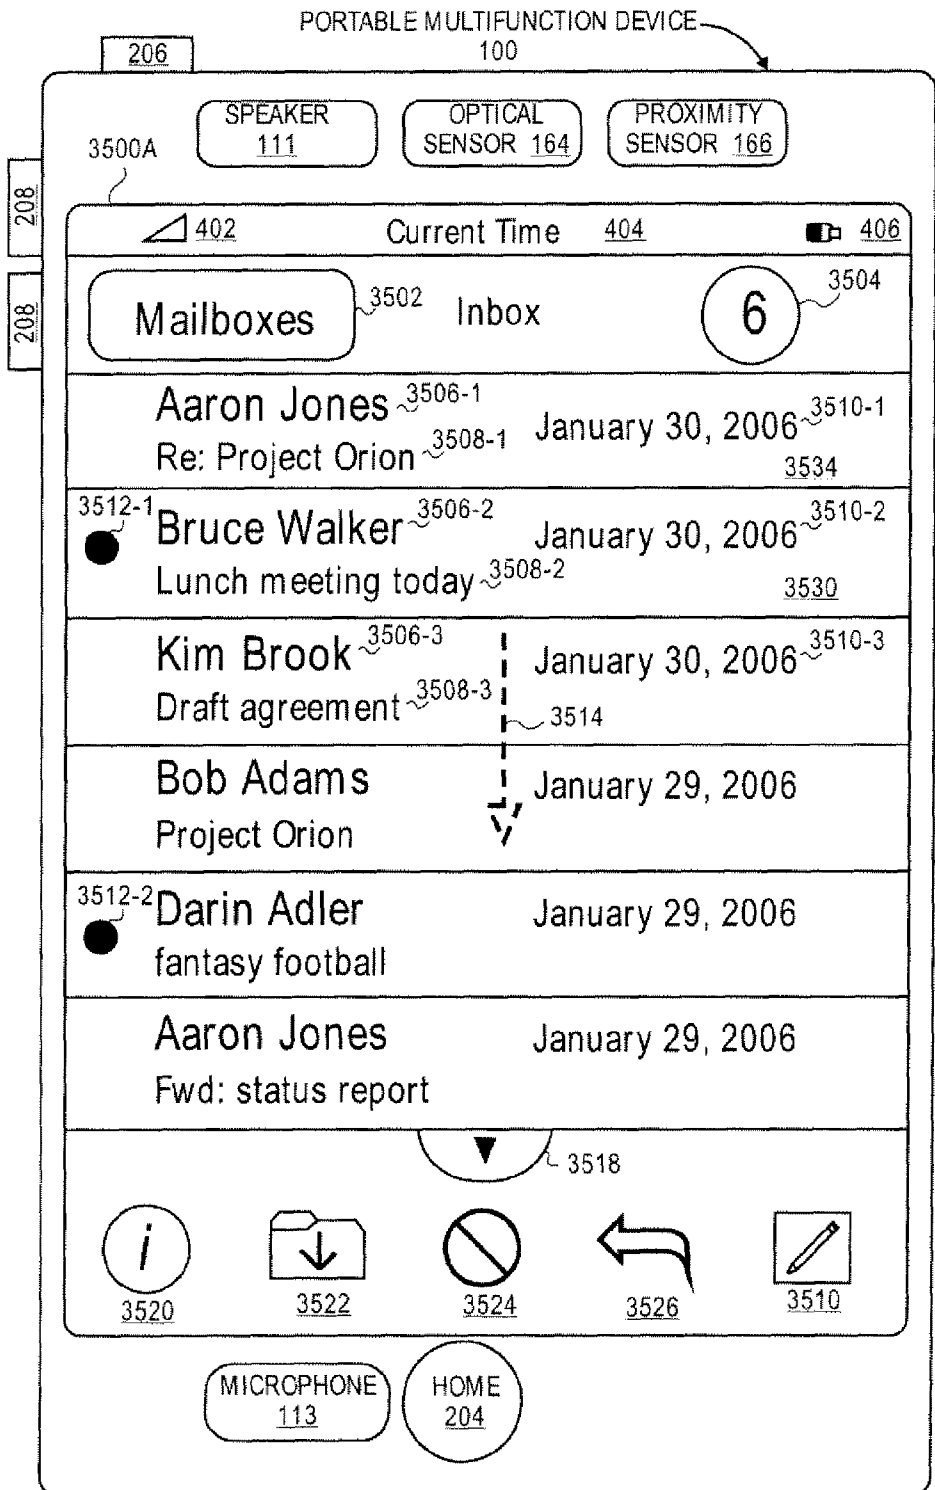 PORTABLE MULTIFUNCTION DEVICE
100
206
SPEAKER
111
OPTICAL
SENSOR 164
PROXIMITY
SENSOR 166
3500A
208
208
402 Current Time 404 406
Mailboxes 3502 Inbox 6 3504
Aaron Jones 3506-1
January 30, 2006 3510-1
Re: Project Orion 3508-1
3534
3512-1
Bruce Walker 3506-2
January 30, 2006 3510-2
Lunch meeting today 3508-2
3530
Kim Brook 3506-3
January 30, 2006 3510-3
Draft agreement 3508-3
3514
Bob Adams
January 29, 2006
Project Orion
3512-2
Darin Adler
January 29, 2006
fantasy football
Aaron Jones
January 29, 2006
Fwd: status report
3518
i
3520 3522 3524 3526 3510
MICROPHONE
113
HOME
204